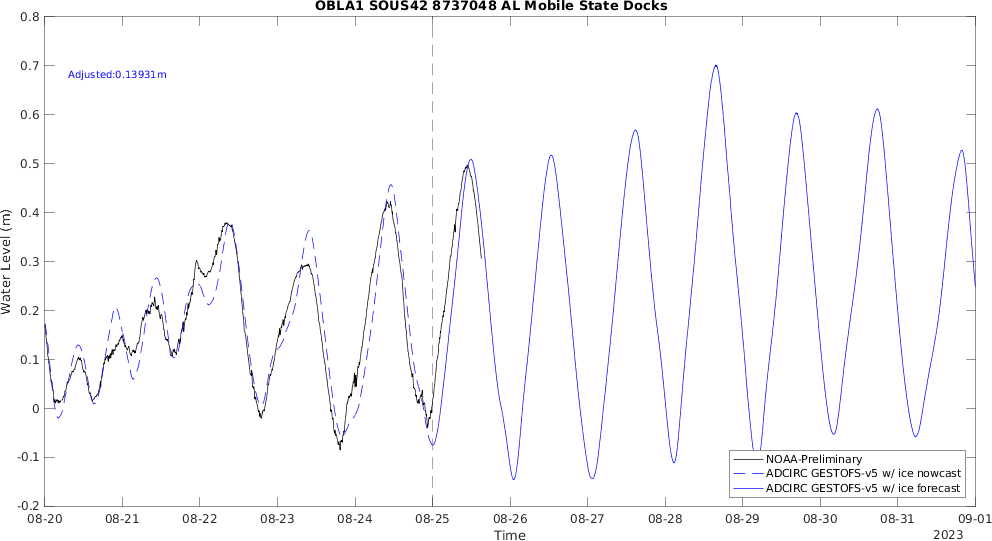 OBLA1 SOUS42 8737048 AL Mobile State Docks
Adjusted:0.13931m
Water Level (m)
0.8
0.7
0.6
0.5
0.4
0.3
0.2
0.1
0
-0.1
-0.2
NOAA-Preliminary
ADCIRC GESTOFS-v5 w/ ice nowcast
ADCIRC GESTOFS-v5 w/ ice forecast
08-20 08-21 08-22 08-23 08-24 08-25 08-26 08-27 08-28 08-29 08-30 08-31 09-01
Time
2023